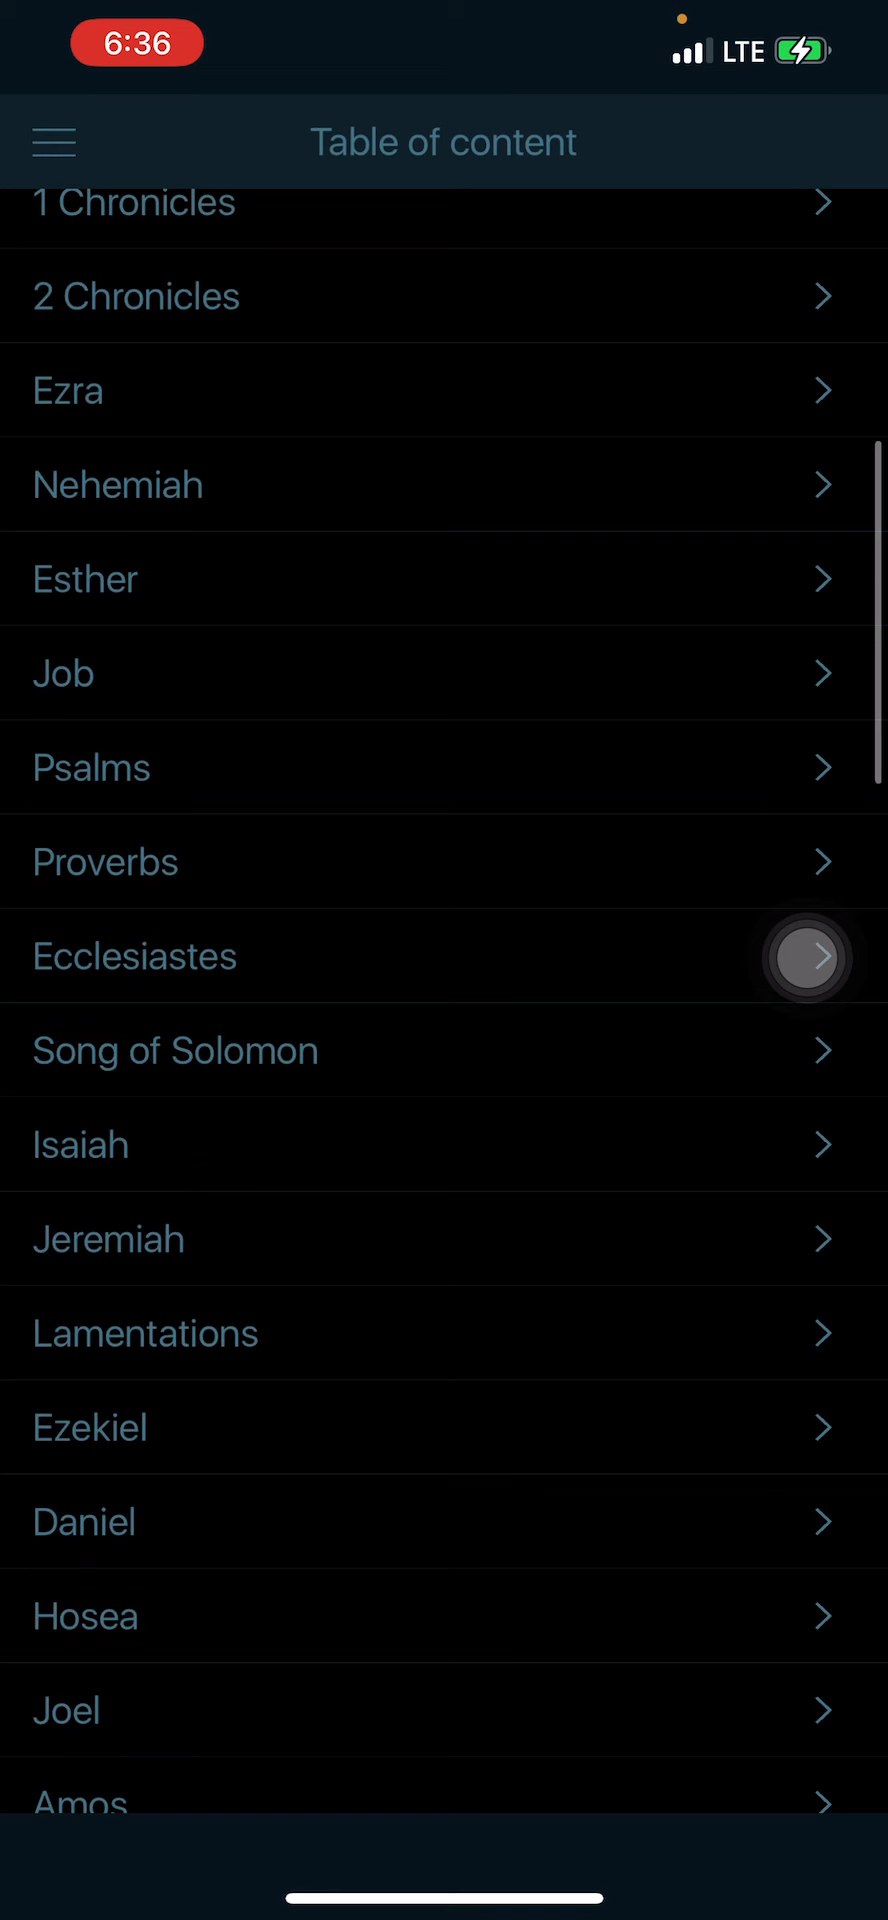 6:36
LTE
Table of content
1 Chronicles
2 Chronicles
Ezra
Nehemiah
Esther
Job
Psalms
Proverbs
Ecclesiastes
Song of Solomon
Isaiah
Jeremiah
Lamentations
Ezekiel
Daniel
Hosea
Joel
Amos